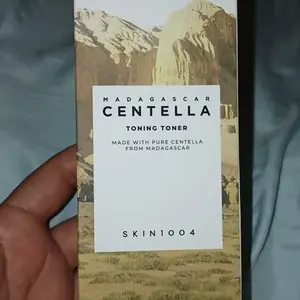 MADAGASCAR
CENTELLA
TONING TONER
MADE WITH PURE CENTELLA
FROM MADAGASCAR
SKIN1004